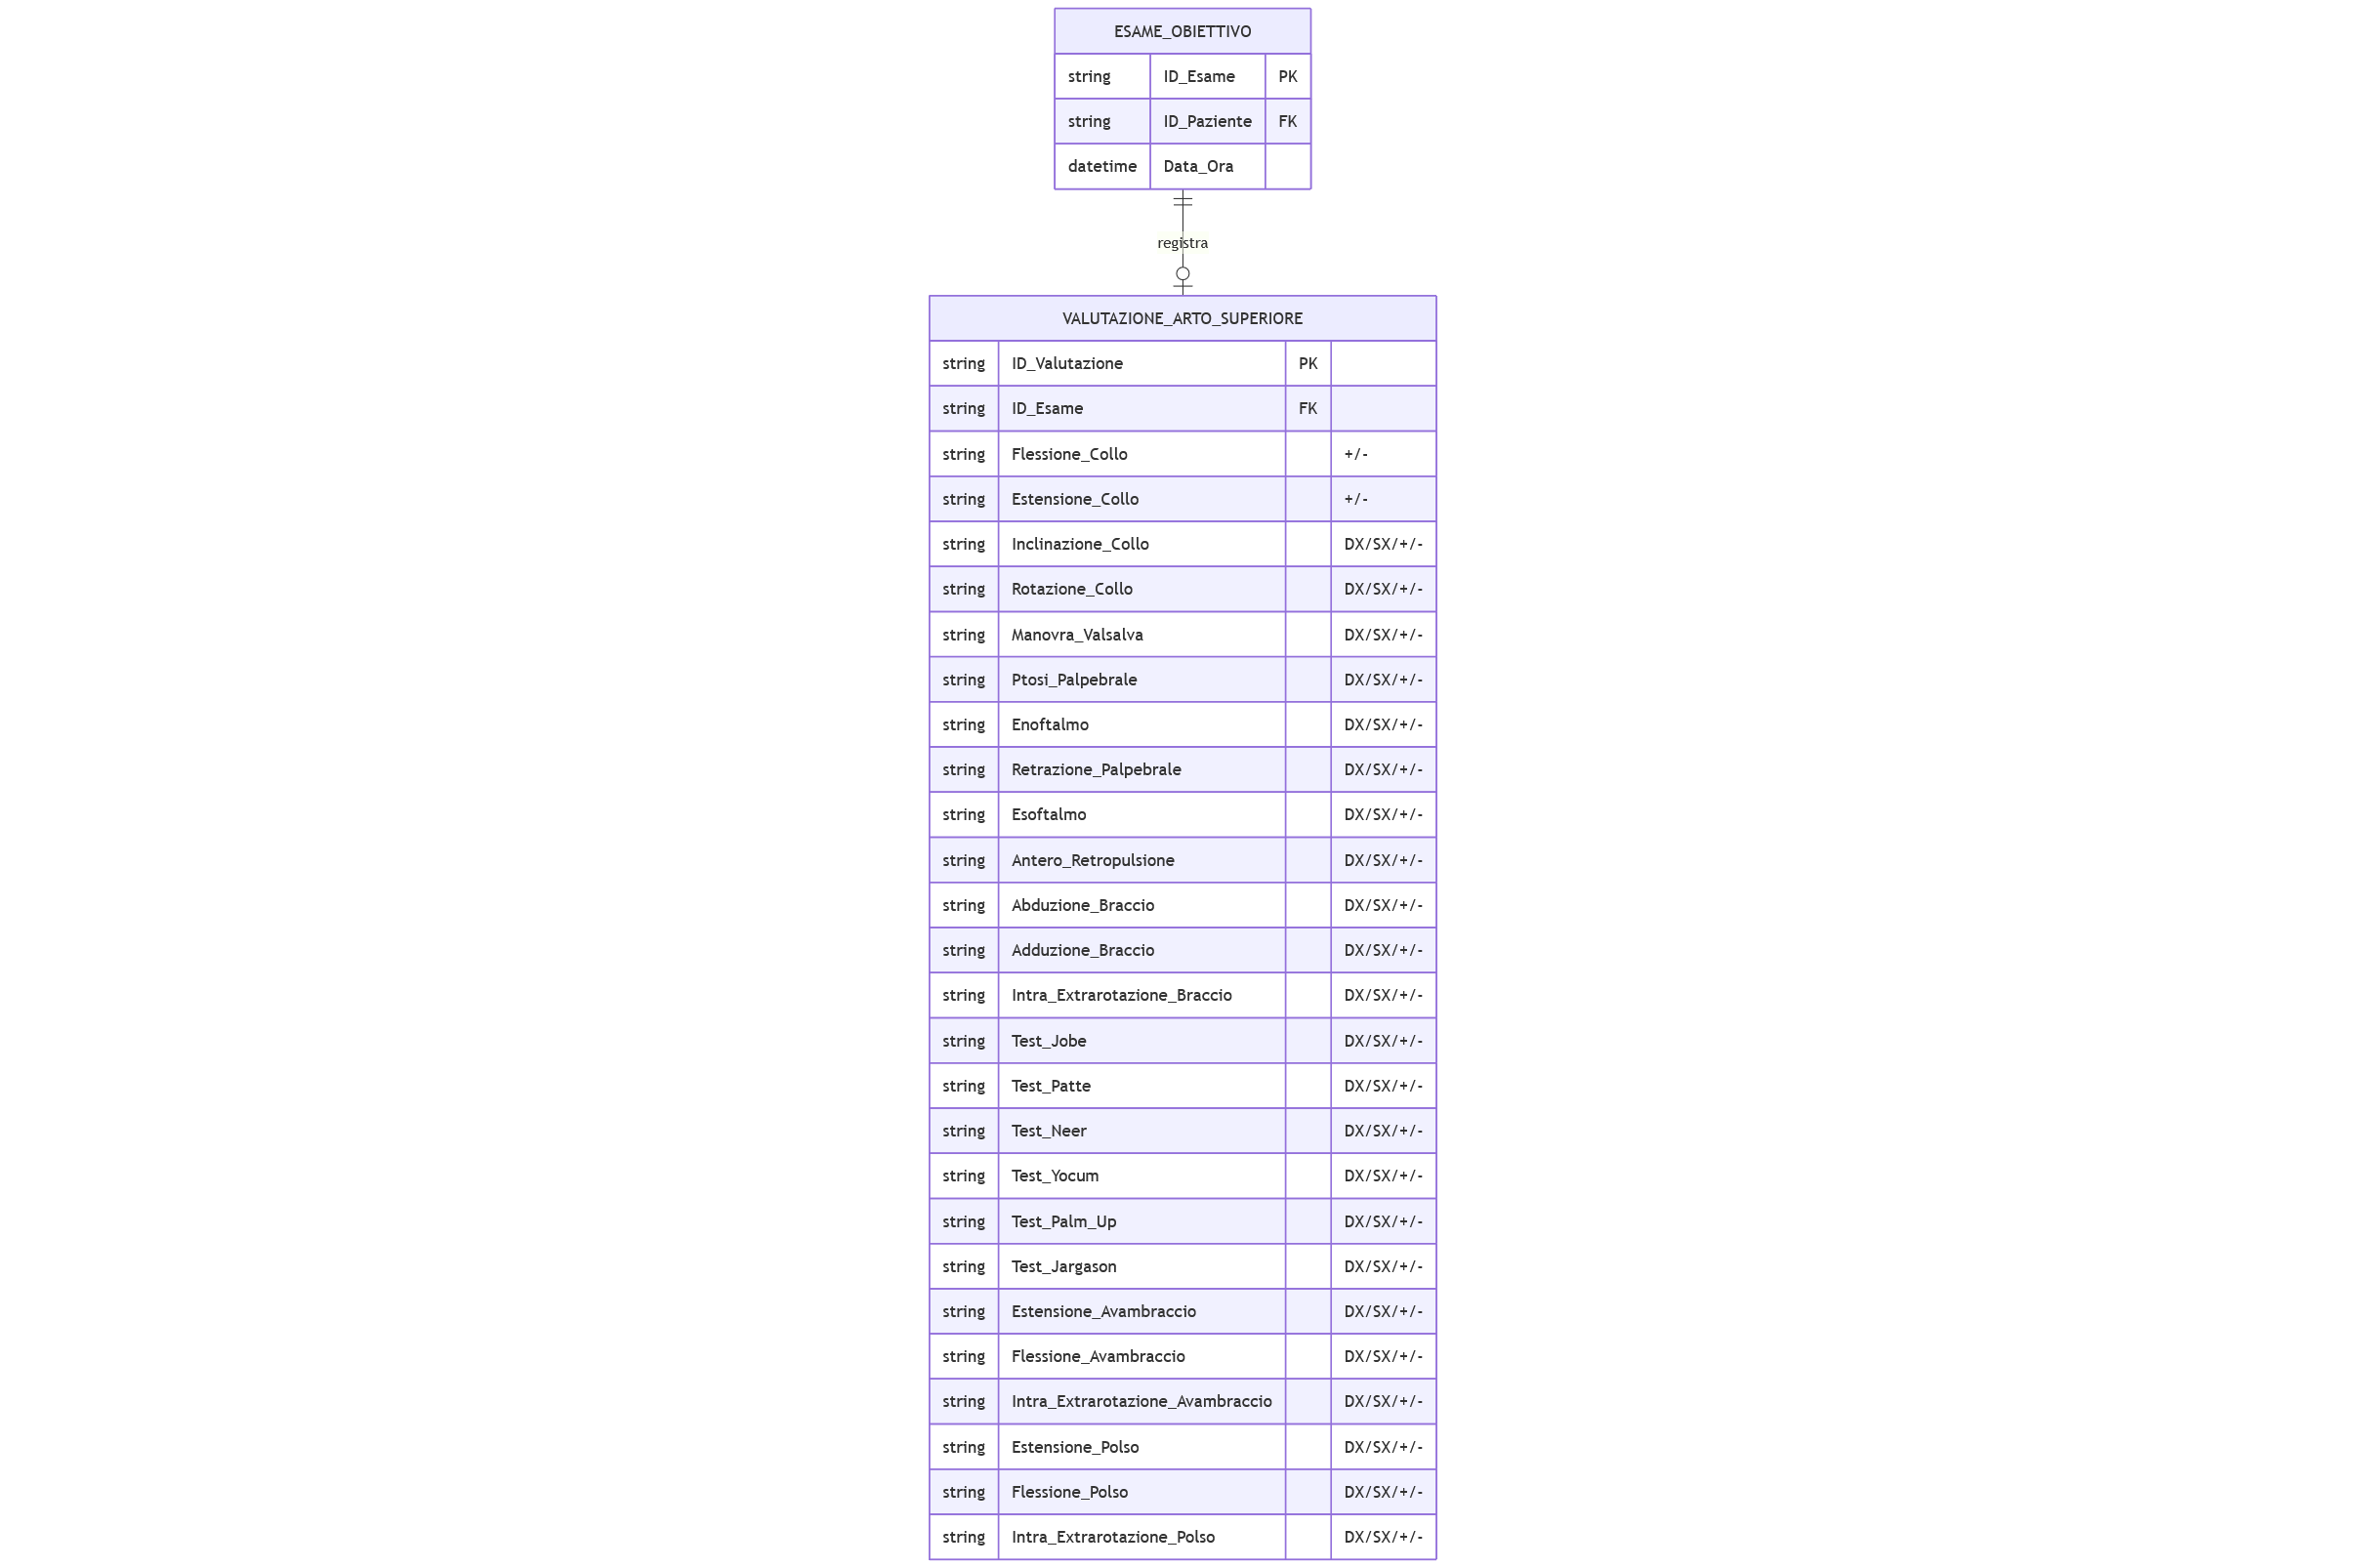 ESAME_OBIETTIVO
string ID_Esame PK
string ID_Paziente FK
datetime Data_Ora
registra
VALUTAZIONE_ARTO_SUPERIORE
string ID_Valutazione PK
string ID_Esame FK
string Flessione_Collo +/-
string Estensione_Collo +/-
string Inclinazione_Collo DX/SX/+/-
string Rotazione_Collo DX/SX/+/-
string Manovra_Valsalva DX/SX/+/-
string Ptosi_Palpebrale DX/SX/+/-
string Enoftalmo DX/SX/+/-
string Retrazione_Palpebrale DX/SX/+/-
string Esoftalmo DX/SX/+/-
string Antero_Retropulsione DX/SX/+/-
string Abduzione_Braccio DX/SX/+/-
string Adduzione_Braccio DX/SX/+/-
string Intra_Extrarotazione_Braccio DX/SX/+/-
string Test_Jobe DX/SX/+/-
string Test_Patte DX/SX/+/-
string Test_Neer DX/SX/+/-
string Test_Yocum DX/SX/+/-
string Test_Palm_Up DX/SX/+/-
string Test_Jargason DX/SX/+/-
string Estensione_Avambraccio DX/SX/+/-
string Flessione_Avambraccio DX/SX/+/-
string Intra_Extrarotazione_Avambraccio DX/SX/+/-
string Estensione_Polso DX/SX/+/-
string Flessione_Polso DX/SX/+/-
string Intra_Extrarotazione_Polso DX/SX/+/-